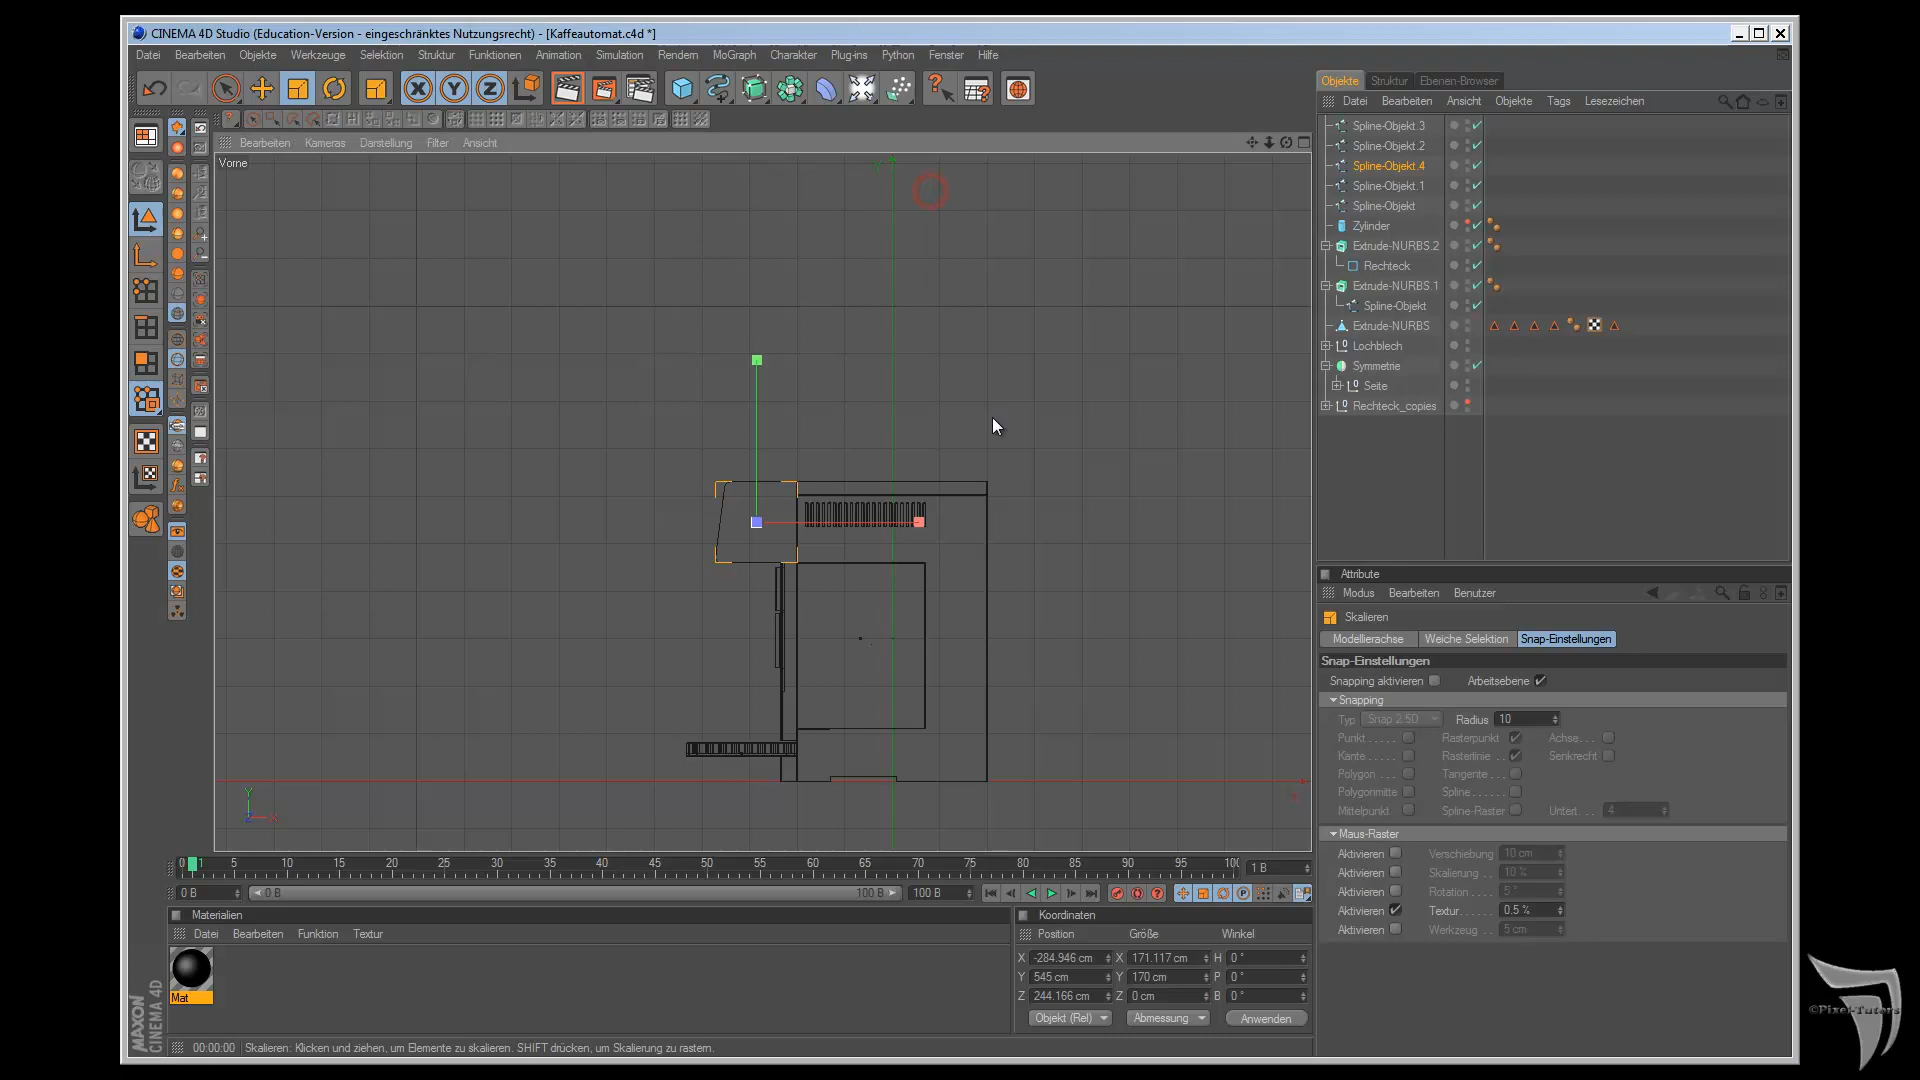 CINEMA 4D Studio (Education-Version - eingeschränktes Nutzungsrecht) - [Kaffeautomat.c4d *]
Datei Bearbeiten Objekte Werkzeuge Selektion Struktur Funktionen Animation Simulation Rendern MoGraph Charakter Plug-ins Python Fenster Hilfe
Objekte Struktur Ebenen-Browser
Datei Bearbeiten Ansicht Objekte Tags Lesezeichen
Bearbeiten Kameras Darstellung Filter Ansicht
Vorne
Spline-Objekt.3
Spline-Objekt.2
Spline-Objekt.4
Spline-Objekt.1
Spline-Objekt
Zylinder
Extrude-NURBS.2
Rechteck
Extrude-NURBS.1
Spline-Objekt
Extrude-NURBS
Lochblech
Symmetrie
Seite
Rechteck_copies
Attribute
Modus Bearbeiten Benutzer
Skalieren
Modellierachse Weiche Selektion Snap-Einstellungen
Snap-Einstellungen
Snapping aktivieren Arbeitsebene
Snapping
Typ Snap 2.5D Radius 10
Punkt Rasterpunkt Achse
Kante Rasterlinie Senkrecht
Polygon Tangente
Polygonmitte Spline
Mittelpunkt Spline-Raster Untert. 4
Maus-Raster
Aktivieren Verschiebung 10 cm
Aktivieren Skalierung 10 %
Aktivieren Rotation 5 °
Aktivieren Textur 0.5 %
Aktivieren Werkzeug 5 cm
Y
X
0 1 5 10 15 20 25 30 35 40 45 50 55 60 65 70 75 80 85 90 95 100 1 B
0 B 0 B 100 B 100 B
Materialien
Datei Bearbeiten Funktion Textur
Mat
Koordinaten
Position Größe Winkel
X -284.946 cm X 171.117 cm H 0 °
Y 545 cm Y 170 cm P 0 °
Z 244.166 cm Z 0 cm B 0 °
Objekt (Rel) Abmessung Anwenden
MAXON CINEMA 4D
00:00:00 Skalieren: Klicken und ziehen, um Elemente zu skalieren. SHIFT drücken, um Skalierung zu rastern.
©Pixel-Tutors